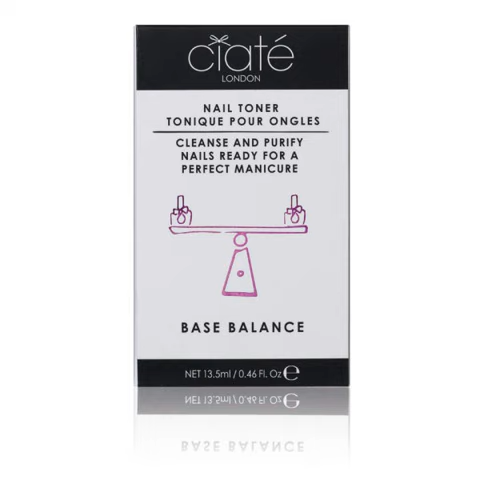 ciaté
LONDON
NAIL TONER
TONIQUE POUR ONGLES
CLEANSE AND PURIFY
NAILS READY FOR A
PERFECT MANICURE
BASE BALANCE
NET 13.5ml / 0.46 Fl. Oz ℮